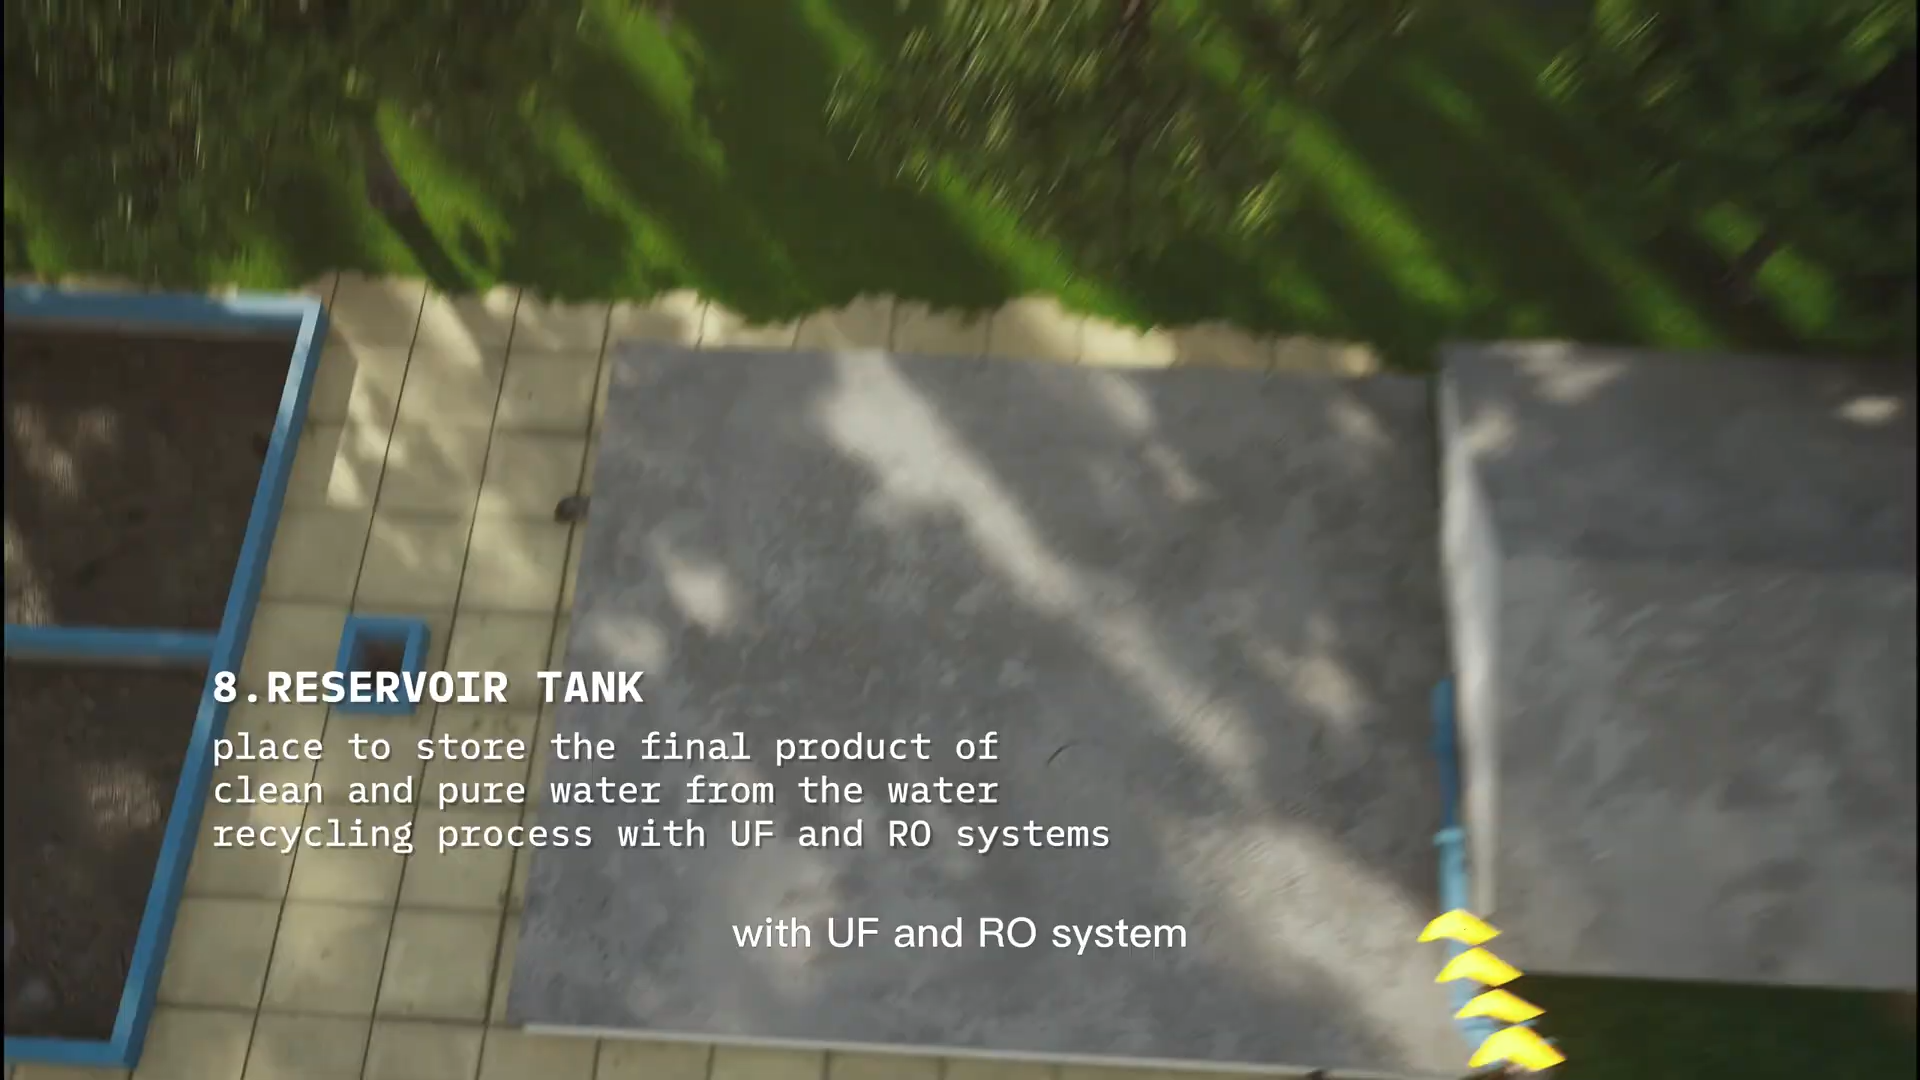 8.RESERVOIR TANK
place to store the final product of
clean and pure water from the water
recycling process with UF and RO systems
with UF and RO system